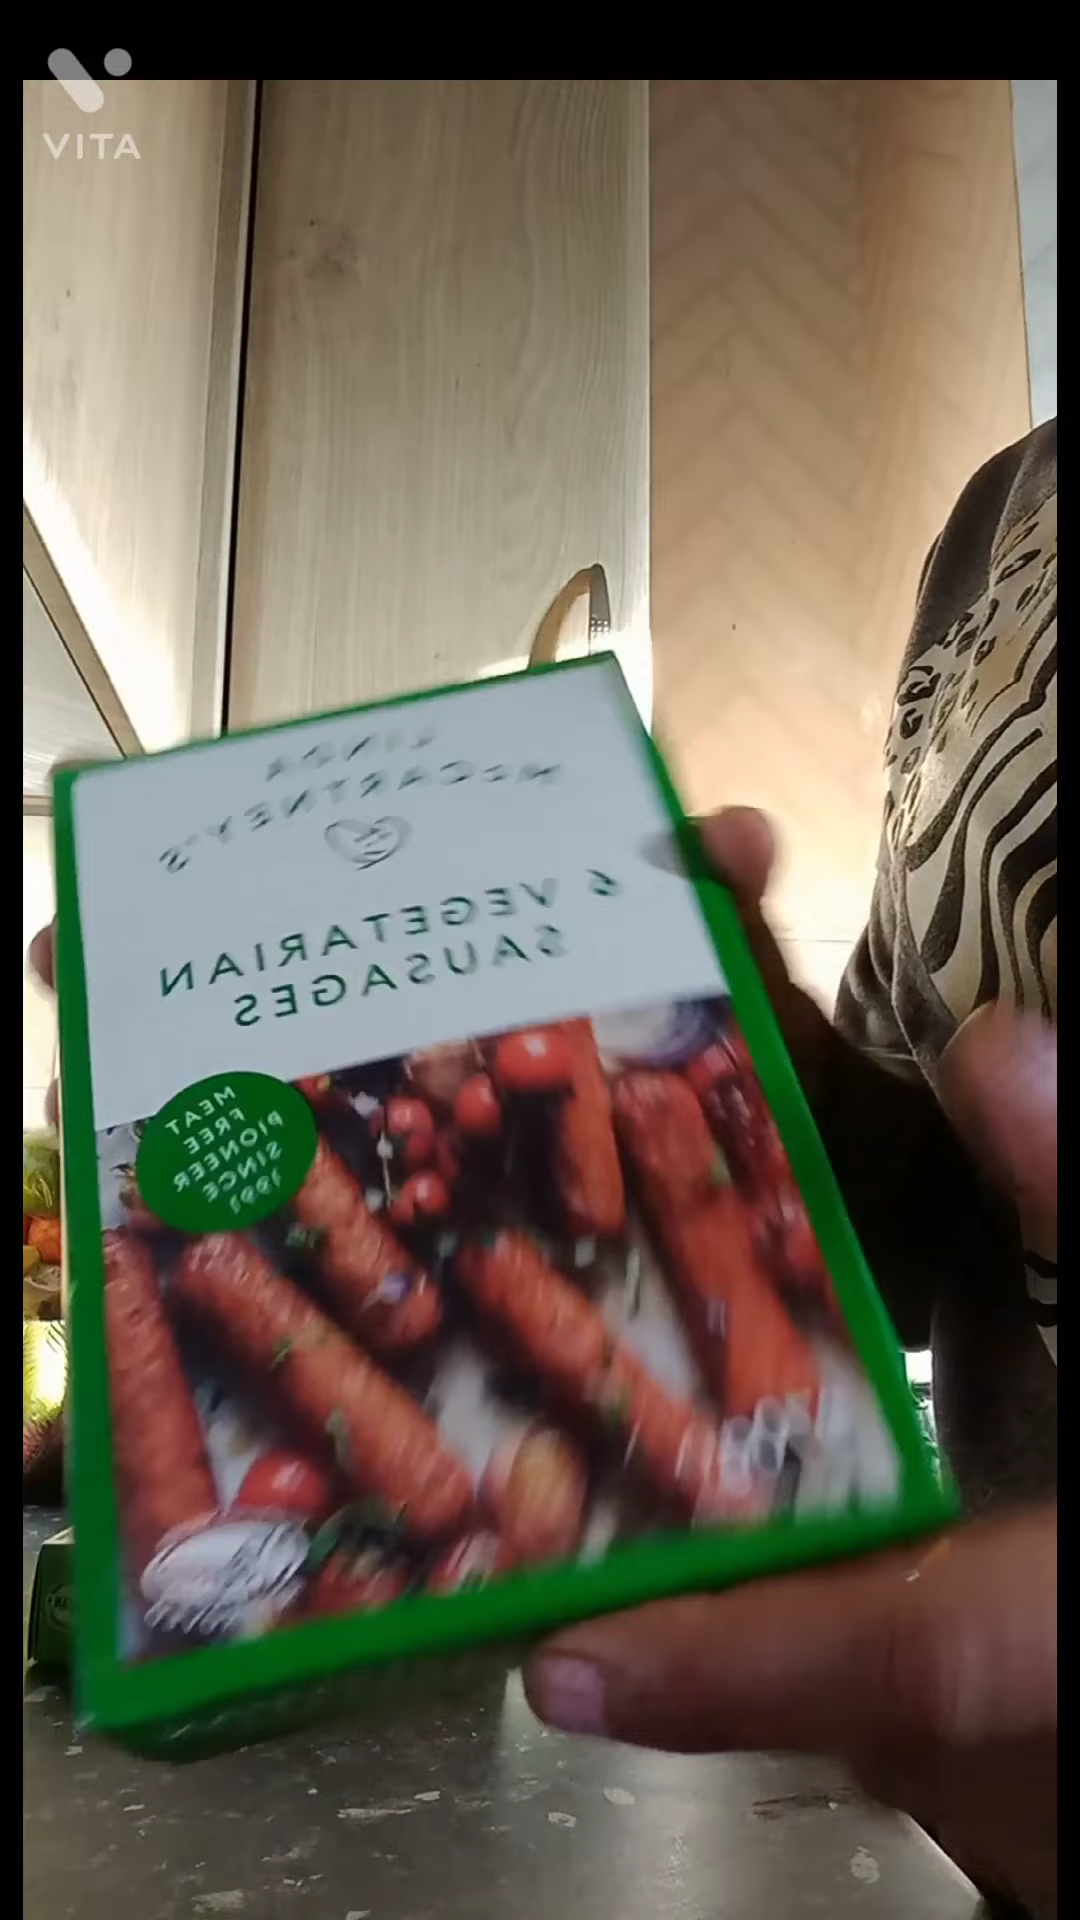 VITA
LINDA
McCARTNEY'S
6 VEGETARIAN
SAUSAGES
MEAT
FREE
PIONEER
SINCE
1991